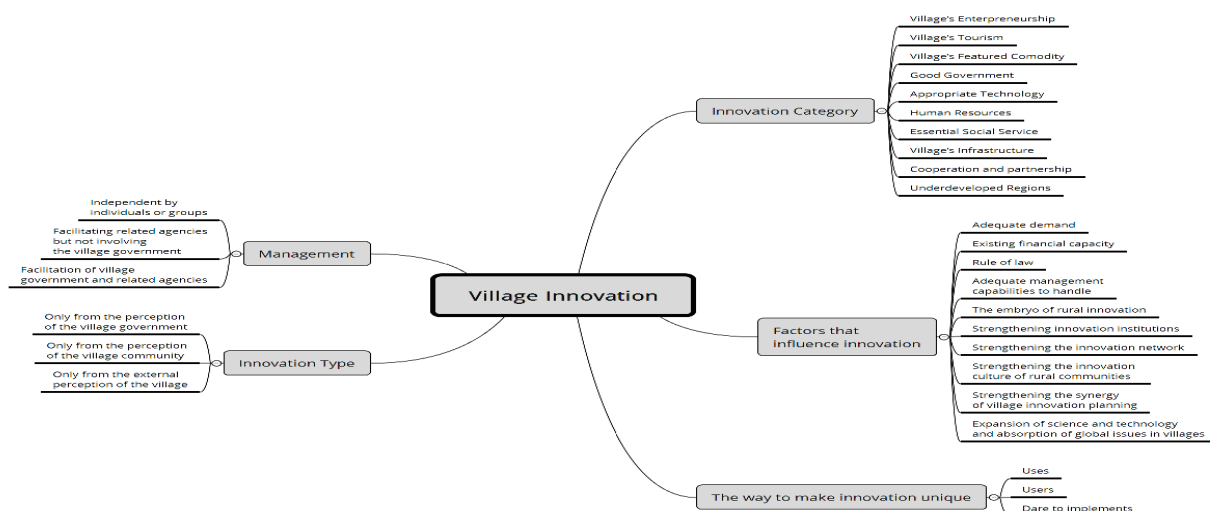 Village Innovation
Innovation Category
Village's Enterpreneurship
Village's Tourism
Village's Featured Comodity
Good Government
Appropriate Technology
Human Resources
Essential Social Service
Village's Infrastructure
Cooperation and partnership
Underdeveloped Regions
Factors that
influence innovation
Adequate demand
Existing financial capacity
Rule of law
Adequate management
capabilities to handle
The embryo of rural innovation
Strengthening innovation institutions
Strengthening the innovation network
Strengthening the innovation
culture of rural communities
Strengthening the synergy
of village innovation planning
Expansion of science and technology
and absorption of global issues in villages
The way to make innovation unique
Uses
Users
Dare to implements
Management
Independent by
individuals or groups
Facilitating related agencies
but not involving
the village government
Facilitation of village
government and related agencies
Innovation Type
Only from the perception
of the village government
Only from the perception
of the village community
Only from the external
perception of the village